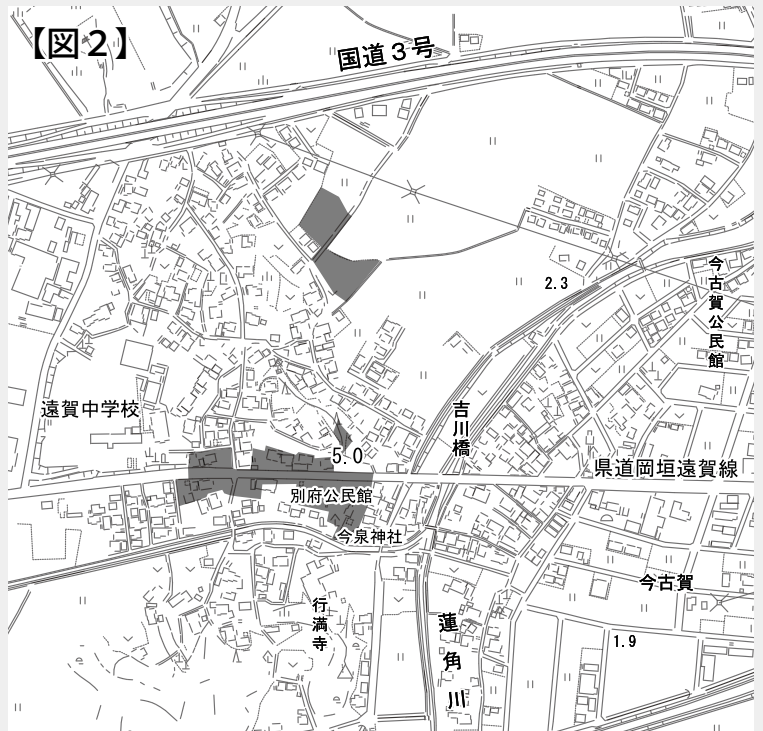 【図2】
国道3号
今古賀公民館
2.3
遠賀中学校
吉川橋
5.0
県道岡垣遠賀線
別府公民館
今泉神社
今古賀
行満寺
蓮角川
1.9